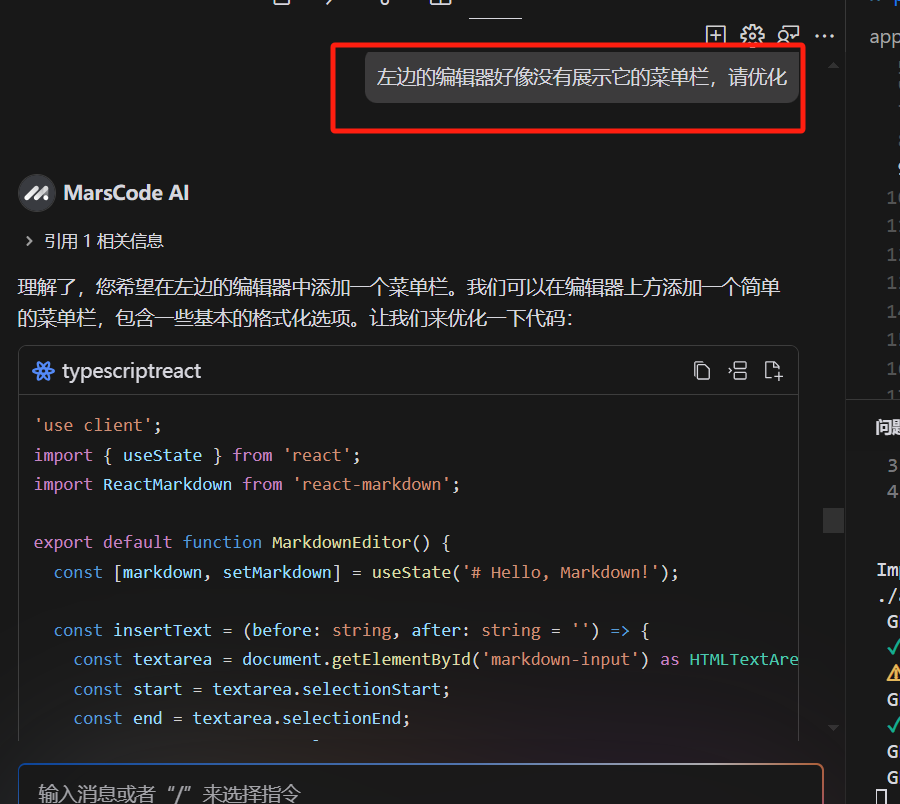 app
左边的编辑器好像没有展示它的菜单栏，请优化
MarsCode AI
引用 1 相关信息
理解了，您希望在左边的编辑器中添加一个菜单栏。我们可以在编辑器上方添加一个简单
的菜单栏，包含一些基本的格式化选项。让我们来优化一下代码：
typescriptreact
'use client';
import { useState } from 'react';
import ReactMarkdown from 'react-markdown';
export default function MarkdownEditor() {
const [markdown, setMarkdown] = useState('# Hello, Markdown!');
const insertText = (before: string, after: string = '') => {
const textarea = document.getElementById('markdown-input') as HTMLTextAre
const start = textarea.selectionStart;
const end = textarea.selectionEnd;
输入消息或者“/”来选择指令
问题
3
4
./
G
G
G
G